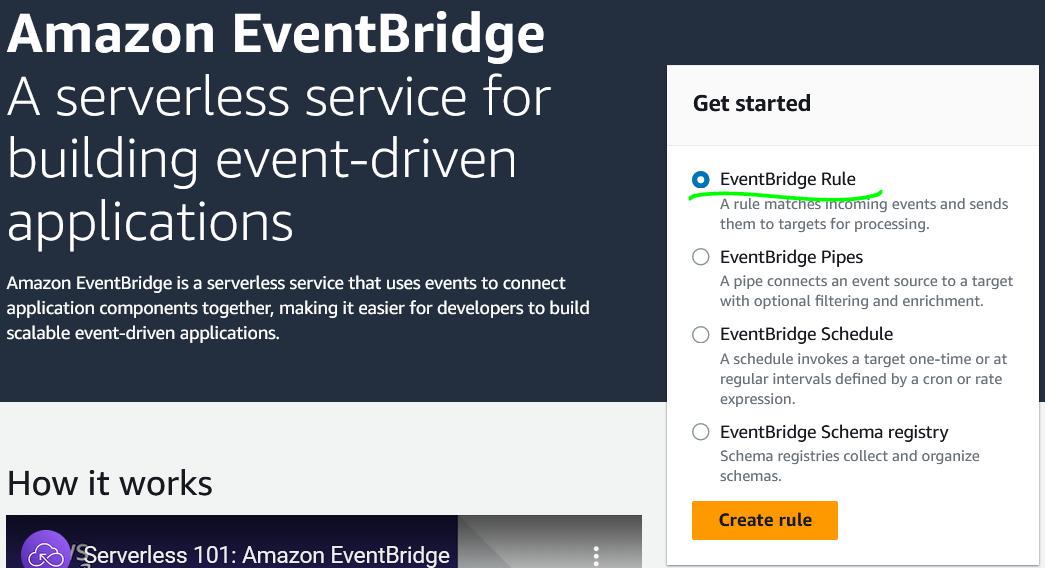 Amazon EventBridge
A serverless service for
building event-driven
applications
Amazon EventBridge is a serverless service that uses events to connect
application components together, making it easier for developers to build
scalable event-driven applications.
Get started
EventBridge Rule
A rule matches incoming events and sends
them to targets for processing.
EventBridge Pipes
A pipe connects an event source to a target
with optional filtering and enrichment.
EventBridge Schedule
A schedule invokes a target one-time or at
regular intervals defined by a cron or rate
expression.
EventBridge Schema registry
Schema registries collect and organize
schemas.
Create rule
How it works
Serverless 101: Amazon EventBridge